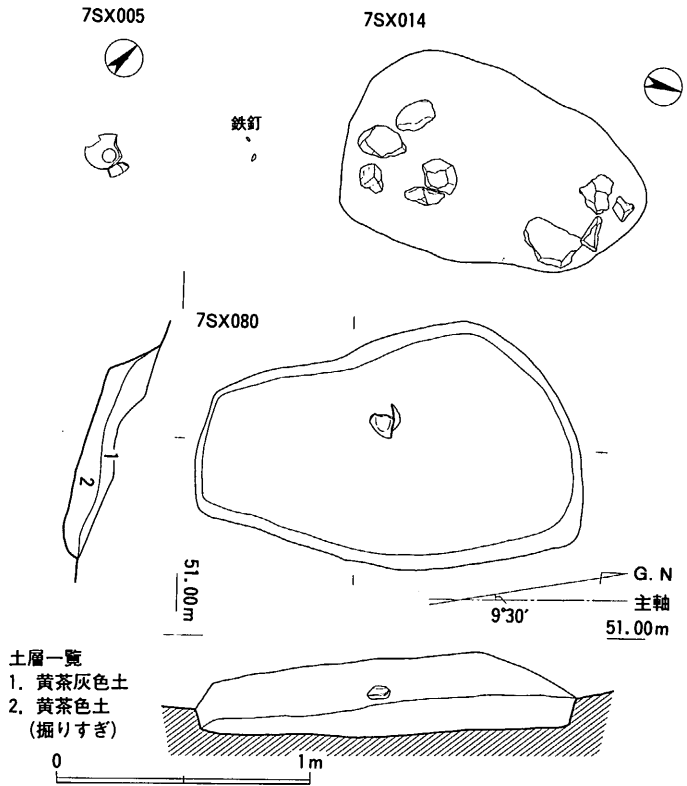 7SX005
7SX014
鉄釘
7SX080
1
2
51.00m
G. N
主軸
9°30′
51.00m
土層一覧
1. 黄茶灰色土
2. 黄茶色土
(掘りすぎ)
0
1m